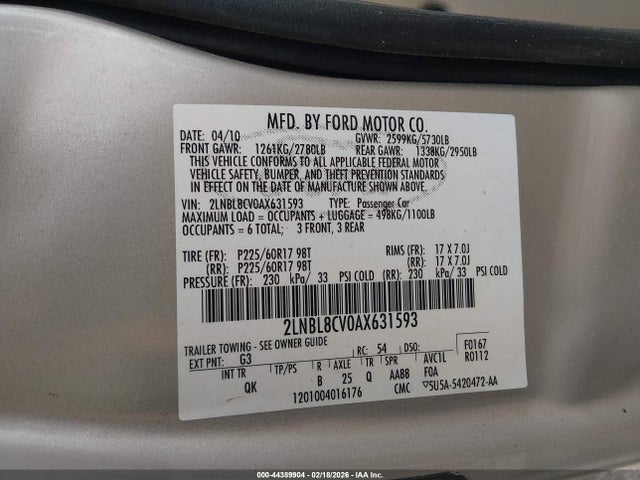 MFD. BY FORD MOTOR CO.
DATE: 04/10 GVWR: 2599KG/5730LB
FRONT GAWR: 1261KG/2780LB REAR GAWR: 1338KG/2950LB
THIS VEHICLE CONFORMS TO ALL APPLICABLE FEDERAL MOTOR
VEHICLE SAFETY, BUMPER, AND THEFT PREVENTION STANDARDS
IN EFFECT ON THE DATE OF MANUFACTURE SHOWN ABOVE.
VIN: 2LNBL8CV0AX631593 TYPE: Passenger Car
MAXIMUM LOAD = OCCUPANTS + LUGGAGE = 498KG/1100LB
OCCUPANTS = 6 TOTAL; 3 FRONT, 3 REAR
TIRE (FR): P225/60R17 98T RIMS (FR): 17 X 7.0J
(RR): P225/60R17 98T (RR): 17 X 7.0J
PRESSURE (FR): 230 kPa/ 33 PSI COLD (RR): 230 kPa/ 33 PSI COLD
2LNBL8CV0AX631593
TRAILER TOWING - SEE OWNER GUIDE
EXT PNT: G3 RC: 54 DSO: F0167
INT TR TP/PS R AXLE TR SPR AVC1L R0112
QK B 25 Q AAB8 FOA
1201004016176 CMC ▽5U5A-5420472-AA
000-44389904 - 02/18/2026 - IAAI Inc.